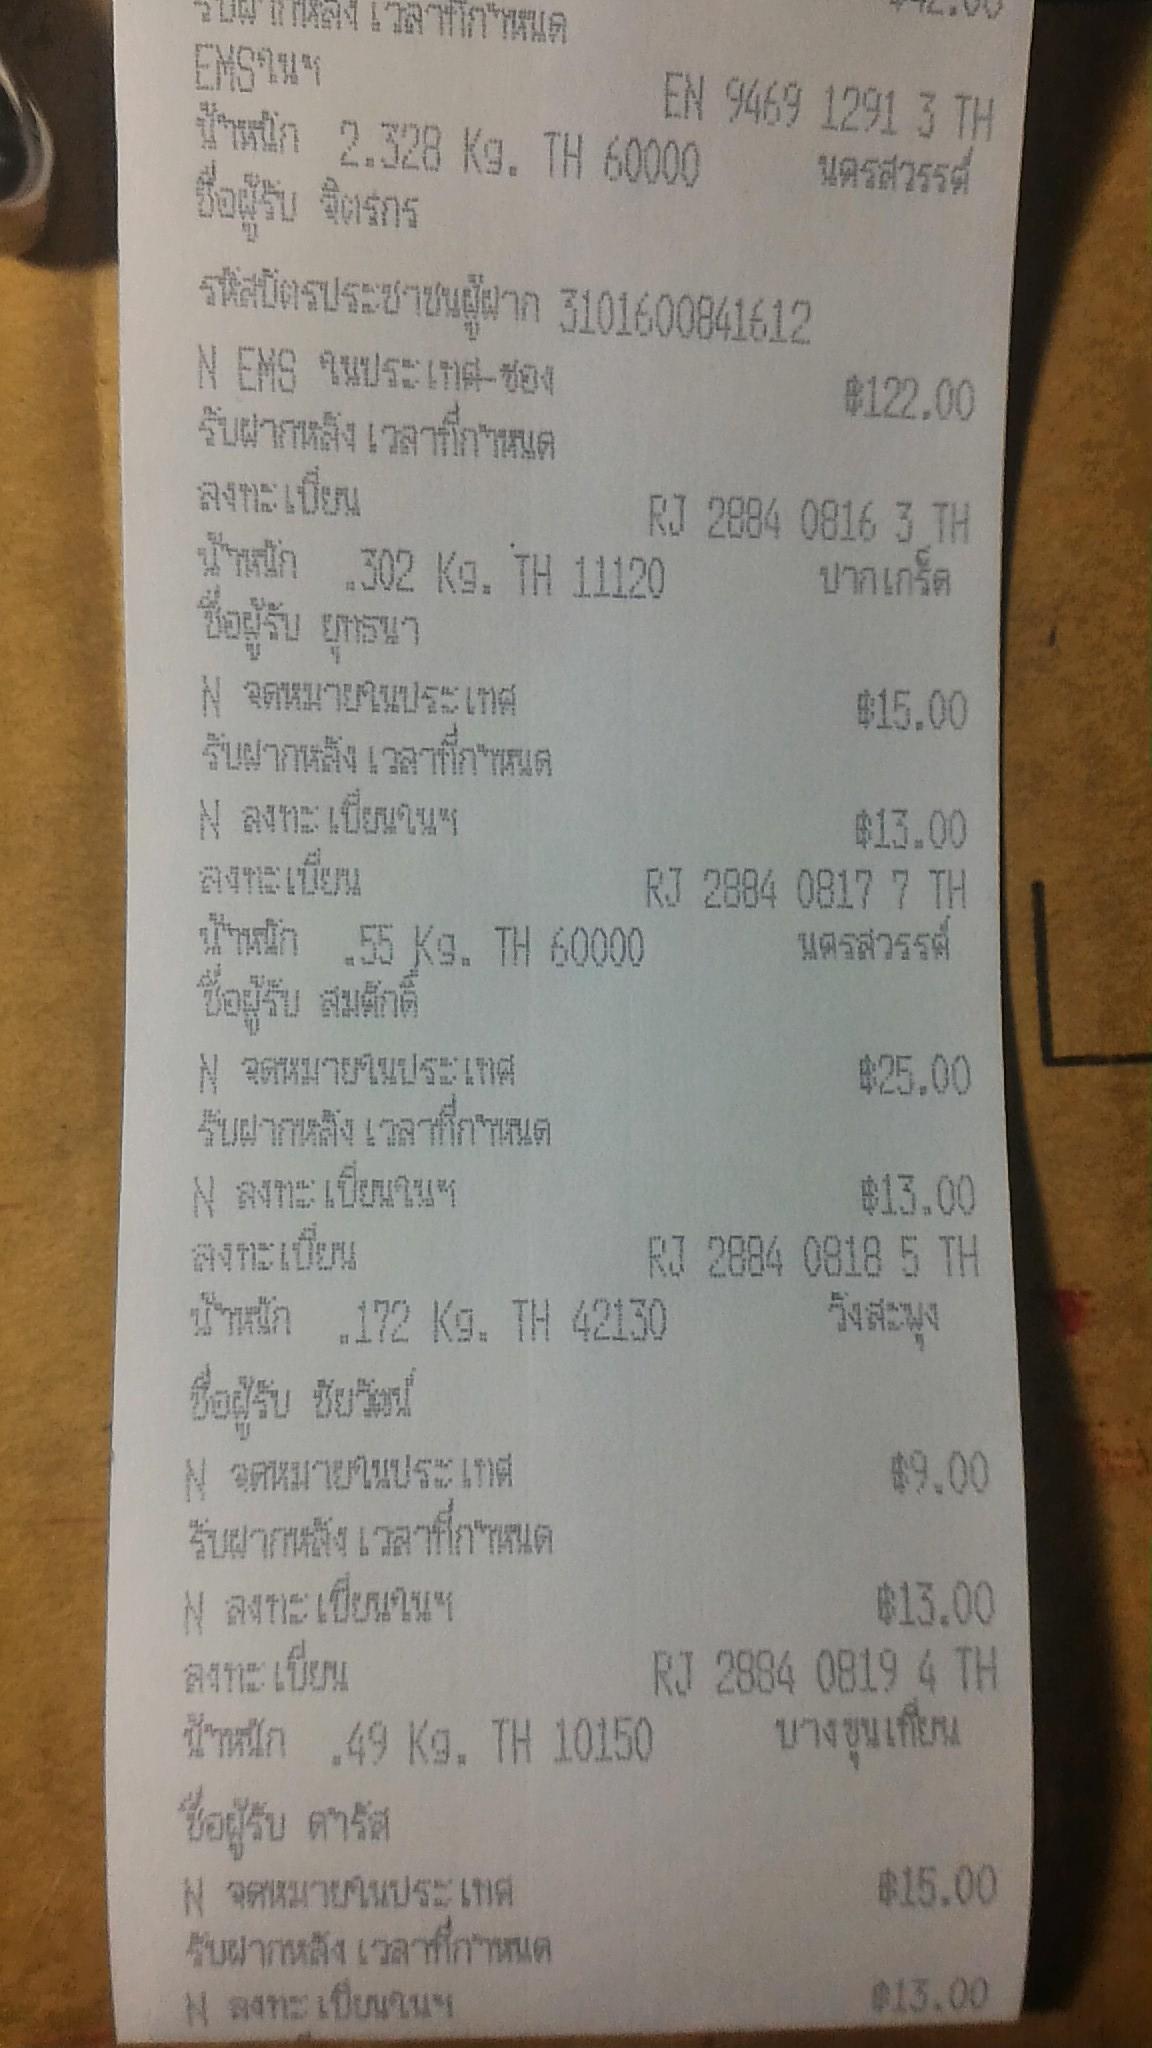 รับฝากหลังเวลาที่กำหนด ฿42.00
EMSในฯ EN 9469 1291 3 TH
น้ำหนัก 2.328 Kg. TH 60000 นครสวรรค์
ชื่อผู้รับ จิตรกร
รหัสบัตรประชาชนผู้ฝาก 3101600841612
N EMS ในประเทศ-ซอง ฿122.00
รับฝากหลังเวลาที่กำหนด
ลงทะเบียน RJ 2884 0816 3 TH
น้ำหนัก .302 Kg. TH 11120 ปากเกร็ด
ชื่อผู้รับ ยุทธนา
N จดหมายในประเทศ ฿15.00
รับฝากหลังเวลาที่กำหนด
N ลงทะเบียนในฯ ฿13.00
ลงทะเบียน RJ 2884 0817 7 TH
น้ำหนัก .55 Kg. TH 60000 นครสวรรค์
ชื่อผู้รับ สมศักดิ์
N จดหมายในประเทศ ฿25.00
รับฝากหลังเวลาที่กำหนด
N ลงทะเบียนในฯ ฿13.00
ลงทะเบียน RJ 2884 0818 5 TH
น้ำหนัก .172 Kg. TH 42130 วังสะพุง
ชื่อผู้รับ ชัยวัฒน์
N จดหมายในประเทศ ฿9.00
รับฝากหลังเวลาที่กำหนด
N ลงทะเบียนในฯ ฿13.00
ลงทะเบียน RJ 2884 0819 4 TH
น้ำหนัก .49 Kg. TH 10150 บางขุนเทียน
ชื่อผู้รับ ดำรัส
N จดหมายในประเทศ ฿15.00
รับฝากหลังเวลาที่กำหนด
N ลงทะเบียนในฯ ฿13.00